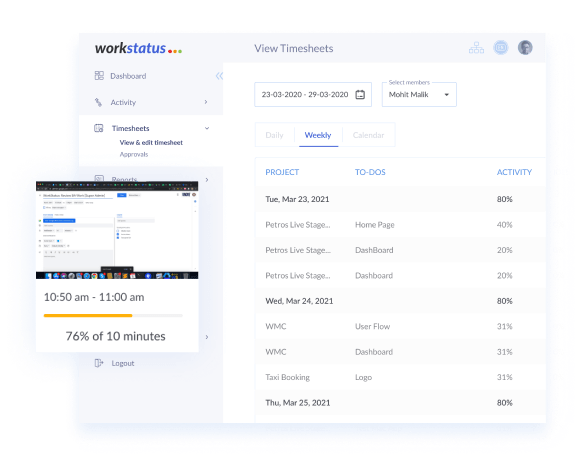 workstatus
View Timesheets
Dashboard
Activity
Timesheets
View & edit timesheet
Approvals
Reports
23-03-2020 - 29-03-2020
Select members
Mohit Malik
Daily
Weekly
Calendar
PROJECT TO-DOS ACTIVITY
Tue, Mar 23, 2021 80%
Petros Live Stage... Home Page 40%
Petros Live Stage... DashBoard 20%
Petros Live Stage... Dashboard 20%
Wed, Mar 24, 2021 80%
WMC User Flow 31%
WMC Dashboard 31%
Taxi Booking Logo 31%
Thu, Mar 25, 2021 80%
10:50 am - 11:00 am
76% of 10 minutes
Logout